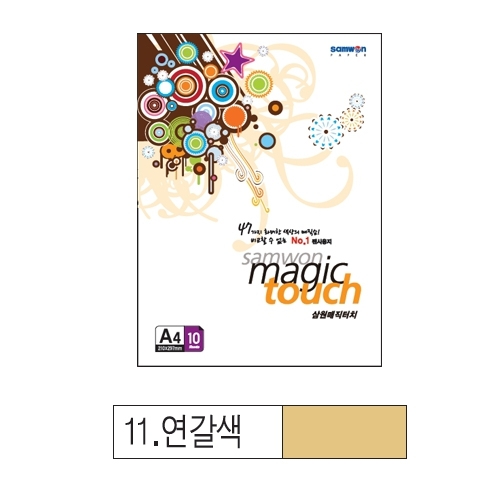 samwon
PAPER
47가지 화려한 색상의 매직쇼!
비교할 수 없는 No.1 팬시용지
samwon
magic
touch
삼원매직터치
A4 10
210X297mm
11.연갈색